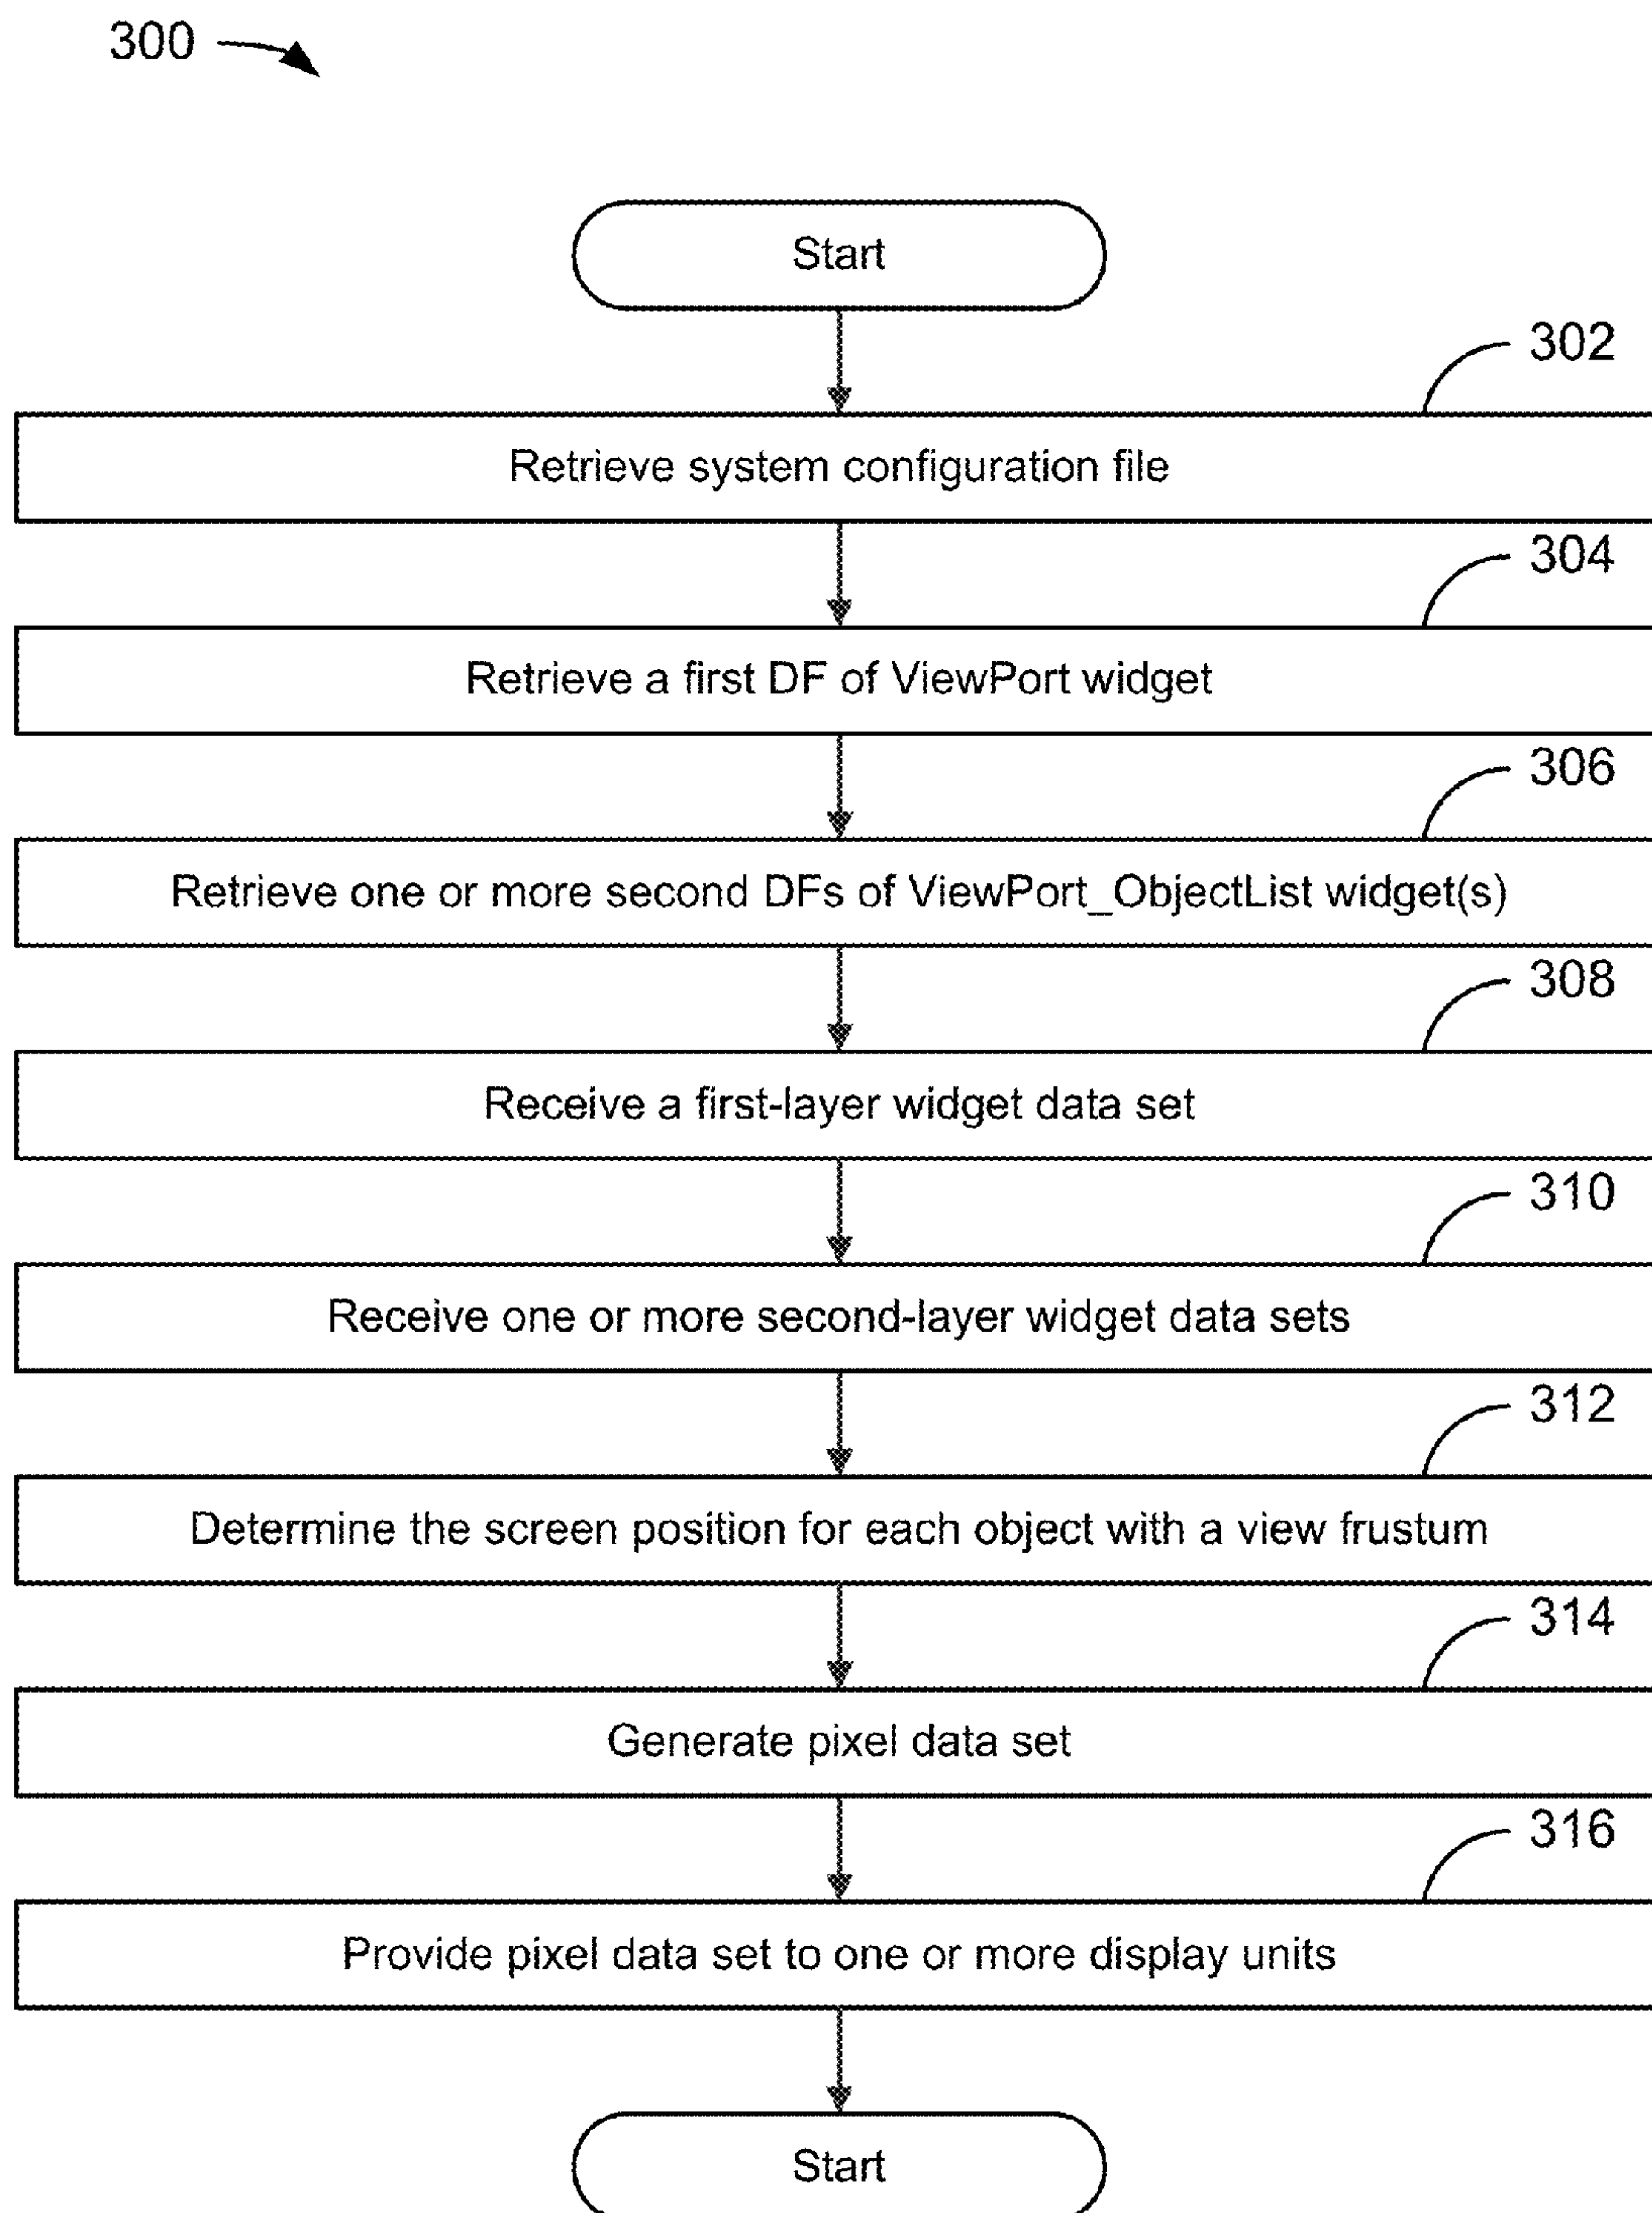 300
Start
302
Retrieve system configuration file
304
Retrieve a first DF of ViewPort widget
306
Retrieve one or more second DFs of ViewPort_ObjectList widget(s)
308
Receive a first-layer widget data set
310
Receive one or more second-layer widget data sets
312
Determine the screen position for each object with a view frustum
314
Generate pixel data set
316
Provide pixel data set to one or more display units
Start